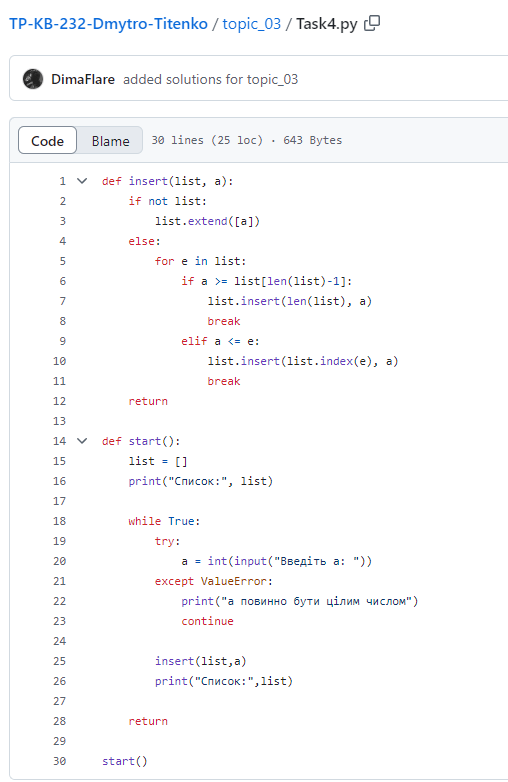 TP-KB-232-Dmytro-Titenko / topic_03 / Task4.py
DimaFlare added solutions for topic_03
Code Blame 30 lines (25 loc) · 643 Bytes
1 def insert(list, a):
2     if not list:
3         list.extend([a])
4     else:
5         for e in list:
6             if a >= list[len(list)-1]:
7                 list.insert(len(list), a)
8                 break
9             elif a <= e:
10                 list.insert(list.index(e), a)
11                 break
12     return
13
14 def start():
15     list = []
16     print("Список:", list)
17
18     while True:
19         try:
20             a = int(input("Введіть a: "))
21         except ValueError:
22             print("a повинно бути цілим числом")
23             continue
24
25         insert(list,a)
26         print("Список:",list)
27
28     return
29
30 start()